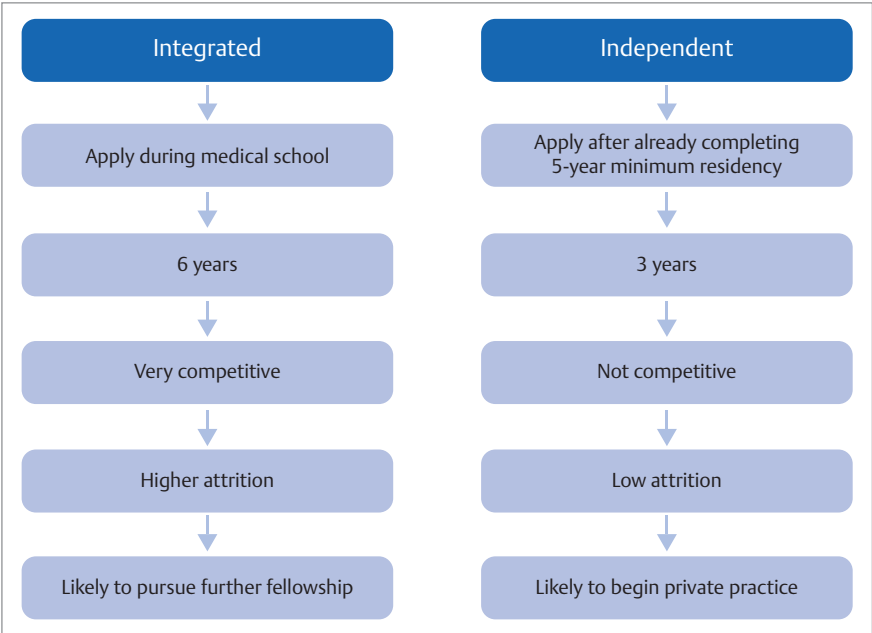 Integrated
Apply during medical school
6 years
Very competitive
Higher attrition
Likely to pursue further fellowship
Independent
Apply after already completing
5-year minimum residency
3 years
Not competitive
Low attrition
Likely to begin private practice